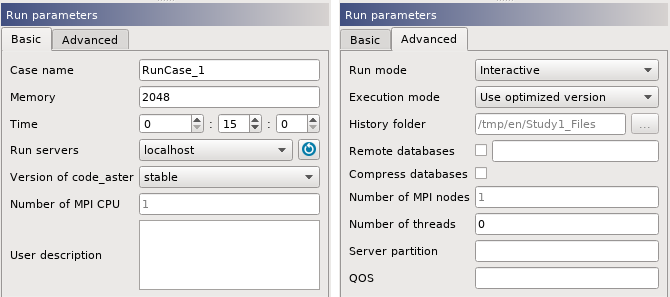 Run parameters
Basic Advanced
Case name RunCase_1
Memory 2048
Time 0 : 15 : 0
Run servers localhost
Version of code_aster stable
Number of MPI CPU 1
User description
Run parameters
Basic Advanced
Run mode Interactive
Execution mode Use optimized version
History folder /tmp/en/Study1_Files ...
Remote databases
Compress databases
Number of MPI nodes 1
Number of threads 0
Server partition
QOS